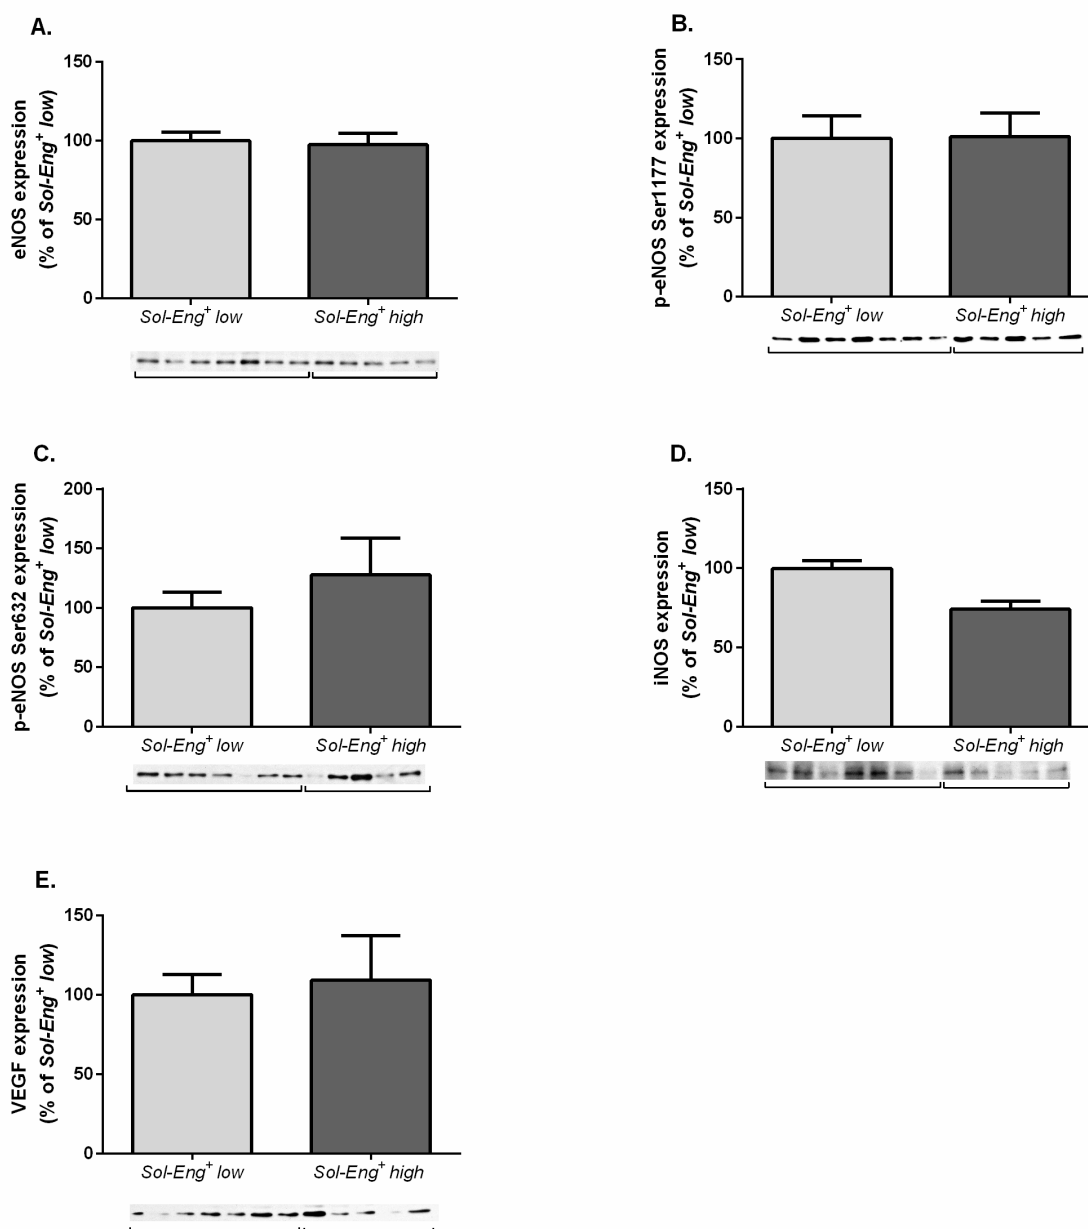 A.
eNOS expression
(% of Sol-Eng⁺ low)
150
100
50
0
Sol-Eng⁺ low
Sol-Eng⁺ high
B.
p-eNOS Ser1177 expression
(% of Sol-Eng⁺ low)
150
100
50
0
Sol-Eng⁺ low
Sol-Eng⁺ high
C.
p-eNOS Ser632 expression
(% of Sol-Eng⁺ low)
200
150
100
50
0
Sol-Eng⁺ low
Sol-Eng⁺ high
D.
iNOS expression
(% of Sol-Eng⁺ low)
150
100
50
0
Sol-Eng⁺ low
Sol-Eng⁺ high
E.
VEGF expression
(% of Sol-Eng⁺ low)
150
100
50
0
Sol-Eng⁺ low
Sol-Eng⁺ high